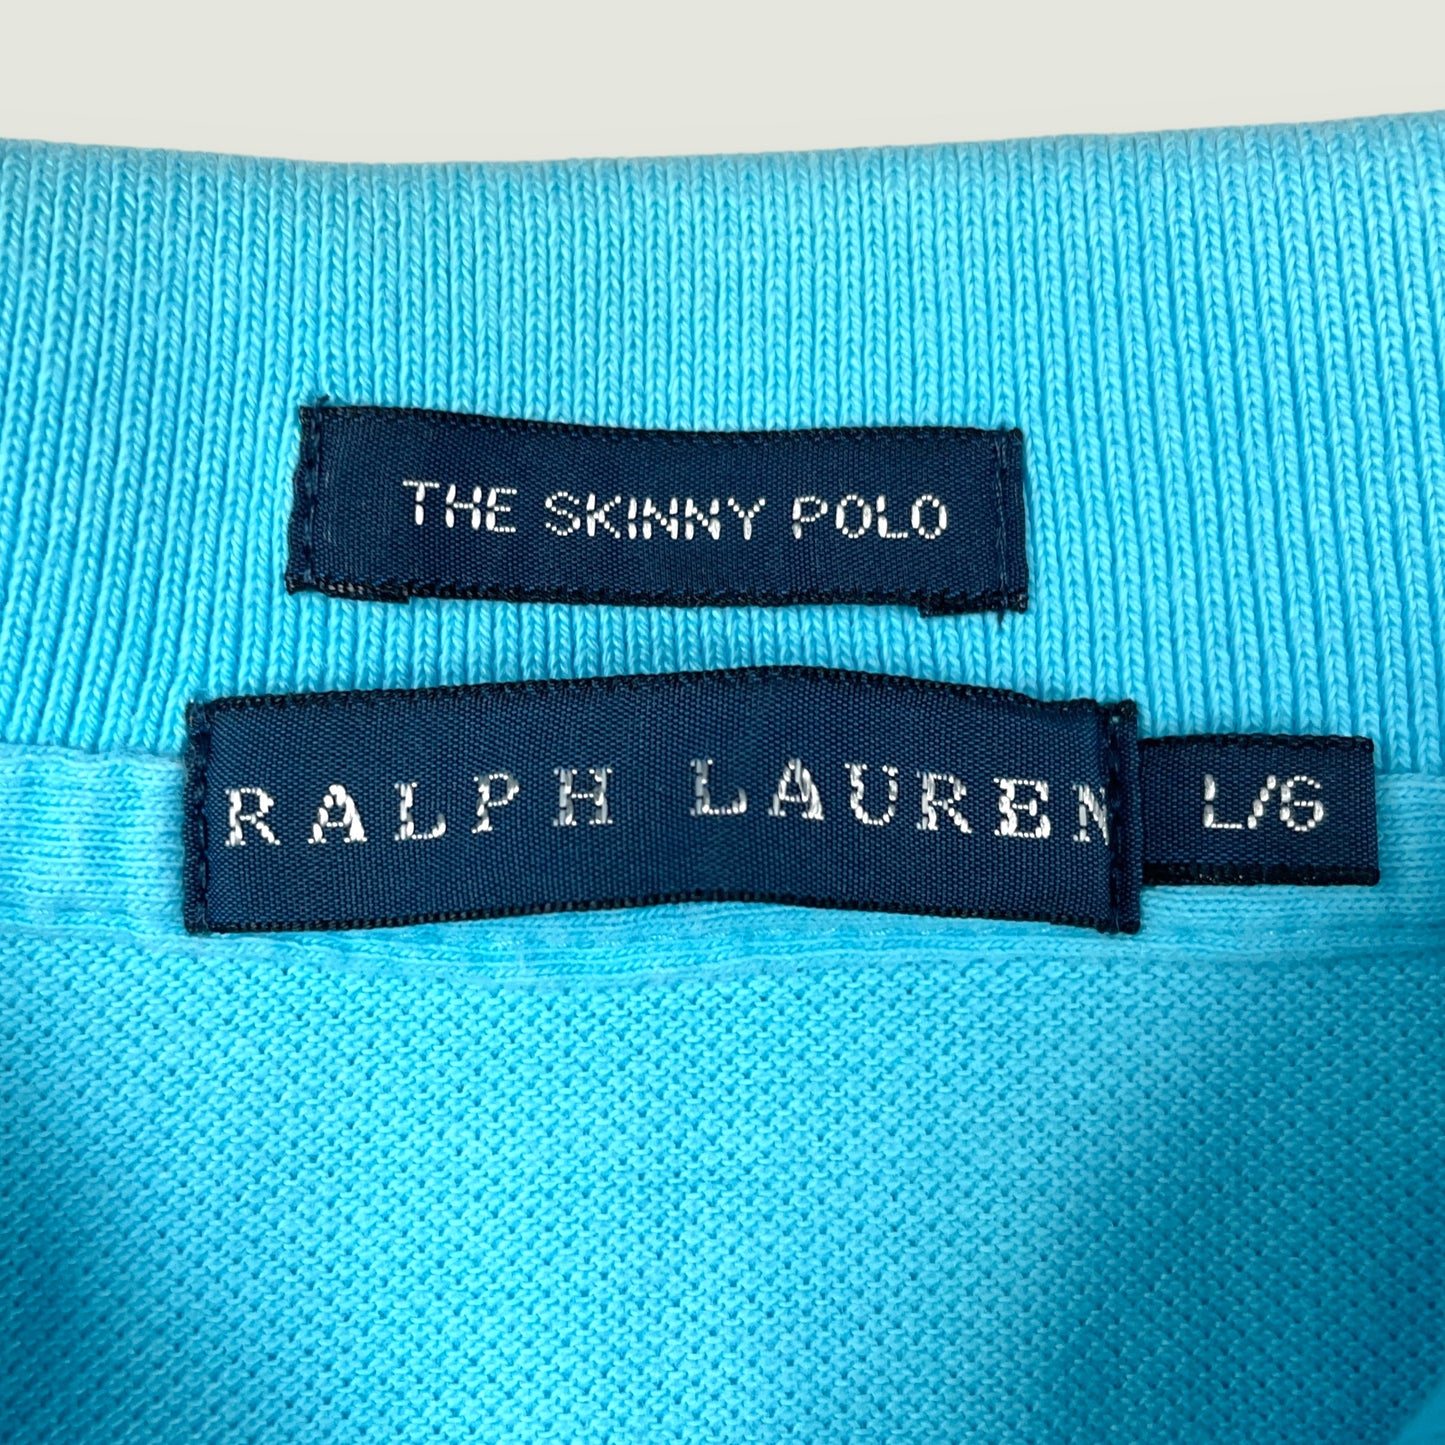 THE SKINNY POLO
RALPH LAUREN
L/G